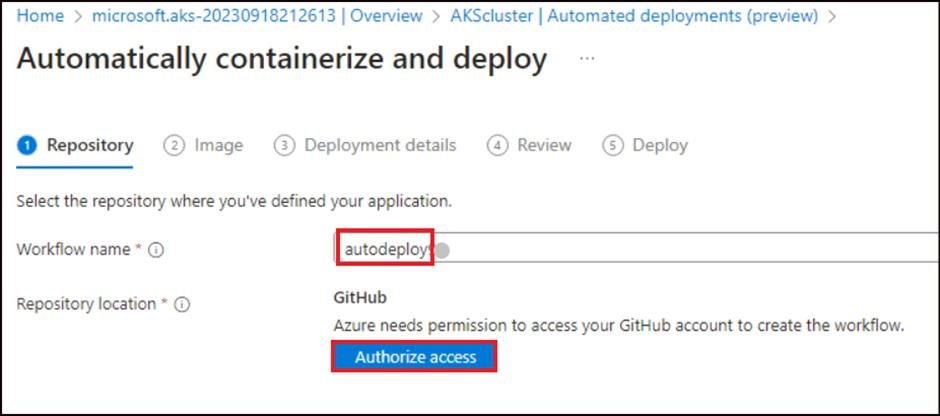 Home > microsoft.aks-20230918212613 | Overview > AKScluster | Automated deployments (preview) >
Automatically containerize and deploy ...
1 Repository 2 Image 3 Deployment details 4 Review 5 Deploy
Select the repository where you've defined your application.
Workflow name * autodeploy
Repository location * GitHub
Azure needs permission to access your GitHub account to create the workflow.
Authorize access